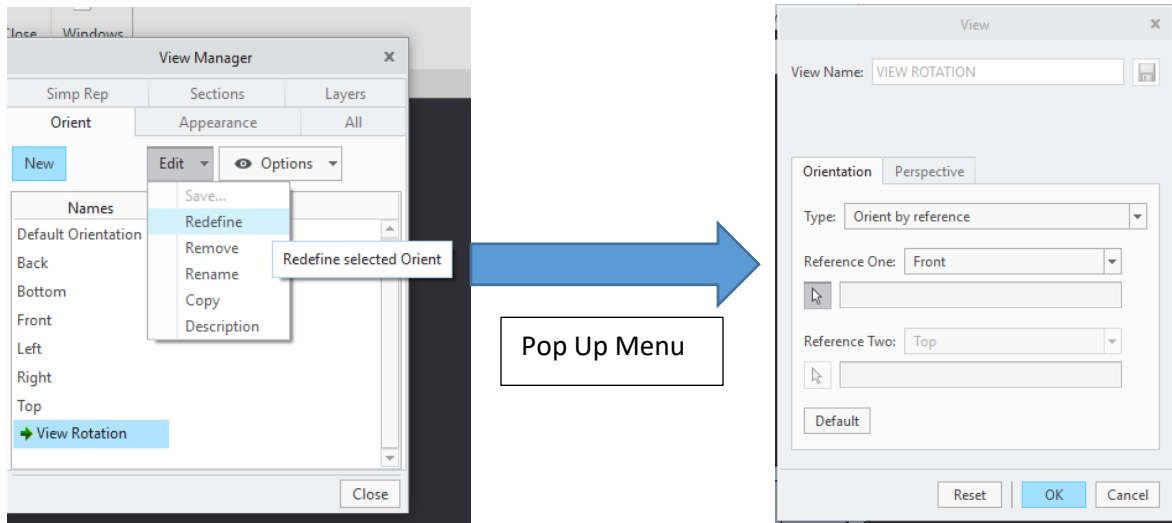 Close Windows
View Manager x
Simp Rep Sections Layers
Orient Appearance All
New Edit Options
Names
Default Orientation
Back
Bottom
Front
Left
Right
Top
View Rotation
Save...
Redefine
Remove
Rename
Copy
Description
Redefine selected Orient
Close
Pop Up Menu
View x
View Name: VIEW ROTATION
Orientation Perspective
Type: Orient by reference
Reference One: Front
Reference Two: Top
Default
Reset OK Cancel